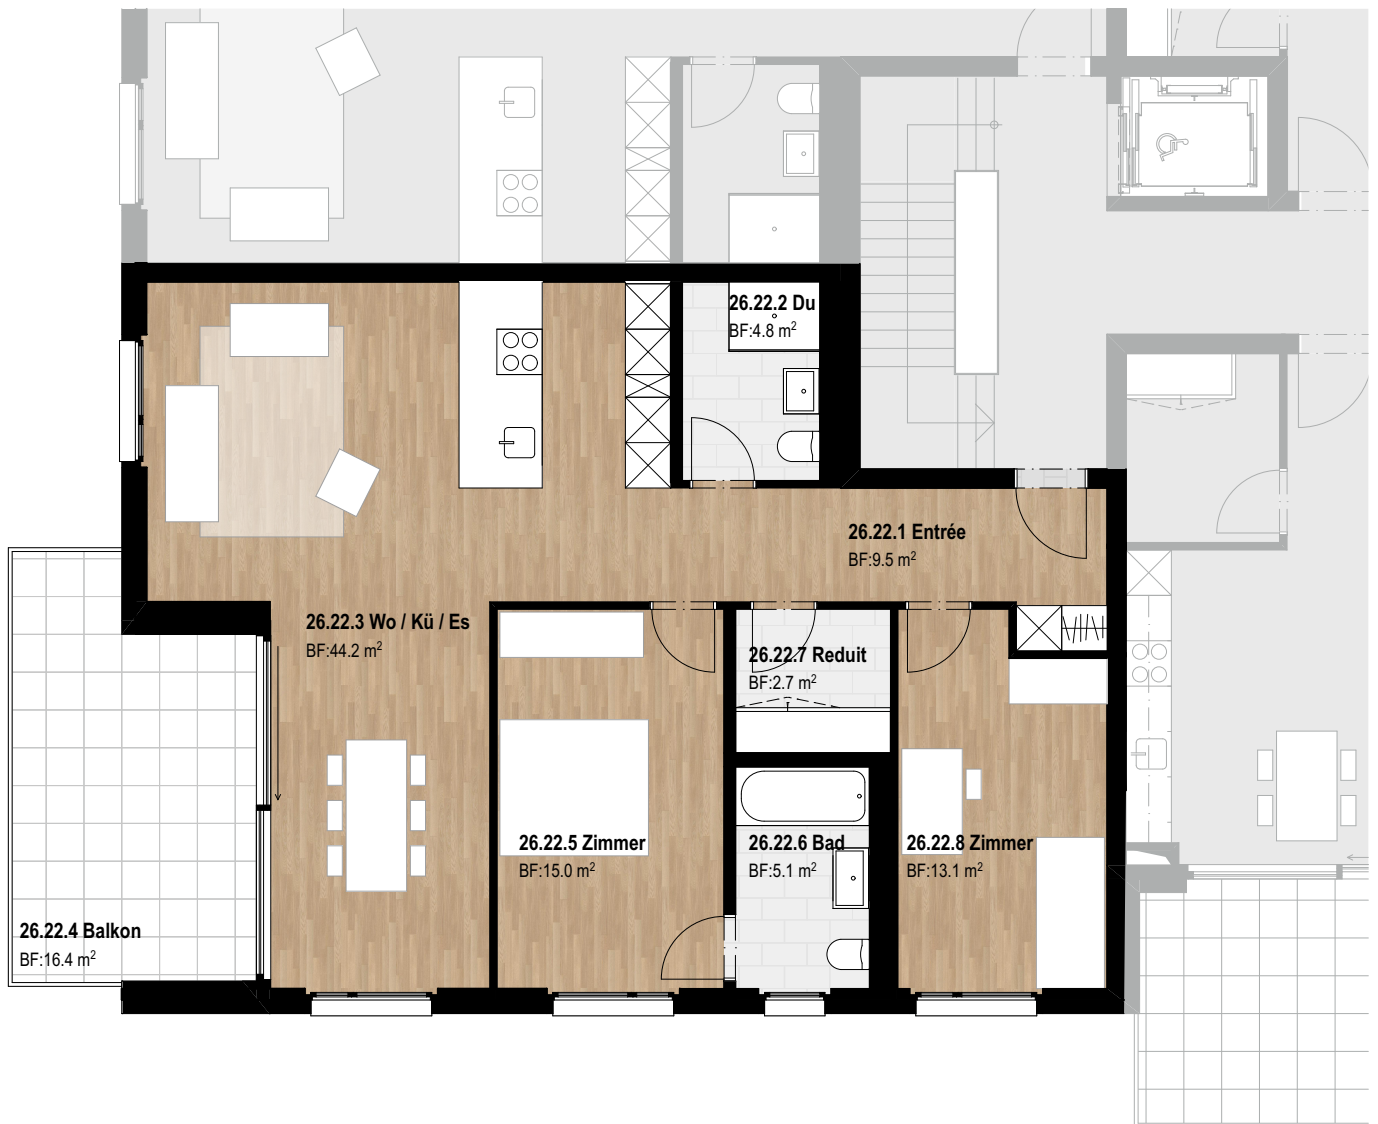 26.22.2 Du
BF:4.8 m²
26.22.1 Entrée
BF:9.5 m²
26.22.3 Wo / Kü / Es
BF:44.2 m²
26.22.7 Reduit
BF:2.7 m²
26.22.5 Zimmer
BF:15.0 m²
26.22.6 Bad
BF:5.1 m²
26.22.8 Zimmer
BF:13.1 m²
26.22.4 Balkon
BF:16.4 m²